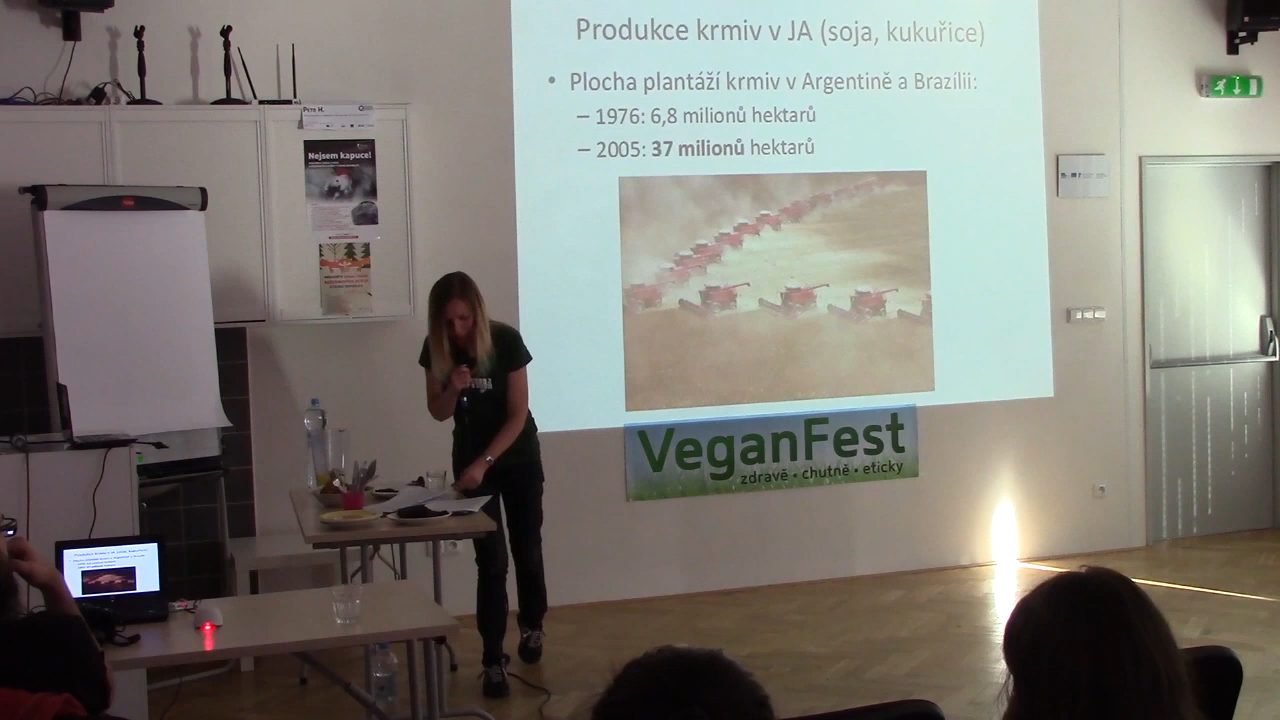 Produkce krmiv v JA (soja, kukuřice)
• Plocha plantáží krmiv v Argentině a Brazílii:
– 1976: 6,8 milionů hektarů
– 2005: 37 milionů hektarů
VeganFest
zdravě • chutně • eticky
Petr H.
Nejsem kapuce!